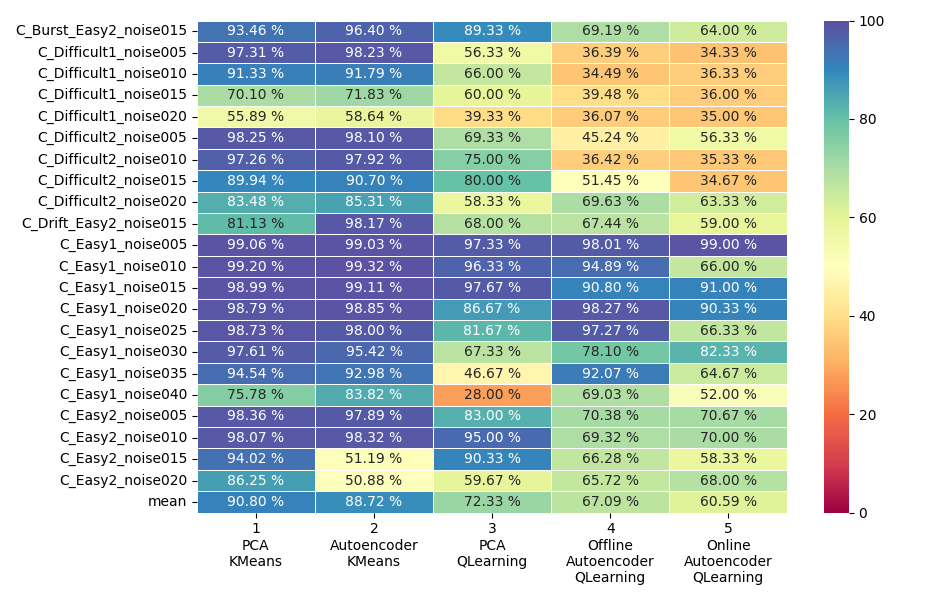 C_Burst_Easy2_noise015 93.46 % 96.40 % 89.33 % 69.19 % 64.00 % 100
C_Difficult1_noise005 97.31 % 98.23 % 56.33 % 36.39 % 34.33 %
C_Difficult1_noise010 91.33 % 91.79 % 66.00 % 34.49 % 36.33 %
C_Difficult1_noise015 70.10 % 71.83 % 60.00 % 39.48 % 36.00 %
C_Difficult1_noise020 55.89 % 58.64 % 39.33 % 36.07 % 35.00 % 80
C_Difficult2_noise005 98.25 % 98.10 % 69.33 % 45.24 % 56.33 %
C_Difficult2_noise010 97.26 % 97.92 % 75.00 % 36.42 % 35.33 %
C_Difficult2_noise015 89.94 % 90.70 % 80.00 % 51.45 % 34.67 %
C_Difficult2_noise020 83.48 % 85.31 % 58.33 % 69.63 % 63.33 %
C_Drift_Easy2_noise015 81.13 % 98.17 % 68.00 % 67.44 % 59.00 % 60
C_Easy1_noise005 99.06 % 99.03 % 97.33 % 98.01 % 99.00 %
C_Easy1_noise010 99.20 % 99.32 % 96.33 % 94.89 % 66.00 %
C_Easy1_noise015 98.99 % 99.11 % 97.67 % 90.80 % 91.00 %
C_Easy1_noise020 98.79 % 98.85 % 86.67 % 98.27 % 90.33 % 40
C_Easy1_noise025 98.73 % 98.00 % 81.67 % 97.27 % 66.33 %
C_Easy1_noise030 97.61 % 95.42 % 67.33 % 78.10 % 82.33 %
C_Easy1_noise035 94.54 % 92.98 % 46.67 % 92.07 % 64.67 %
C_Easy1_noise040 75.78 % 83.82 % 28.00 % 69.03 % 52.00 %
C_Easy2_noise005 98.36 % 97.89 % 83.00 % 70.38 % 70.67 % 20
C_Easy2_noise010 98.07 % 98.32 % 95.00 % 69.32 % 70.00 %
C_Easy2_noise015 94.02 % 51.19 % 90.33 % 66.28 % 58.33 %
C_Easy2_noise020 86.25 % 50.88 % 59.67 % 65.72 % 68.00 %
mean 90.80 % 88.72 % 72.33 % 67.09 % 60.59 % 0
1 2 3 4 5
PCA Autoencoder PCA Offline Online
KMeans KMeans QLearning Autoencoder Autoencoder
QLearning QLearning